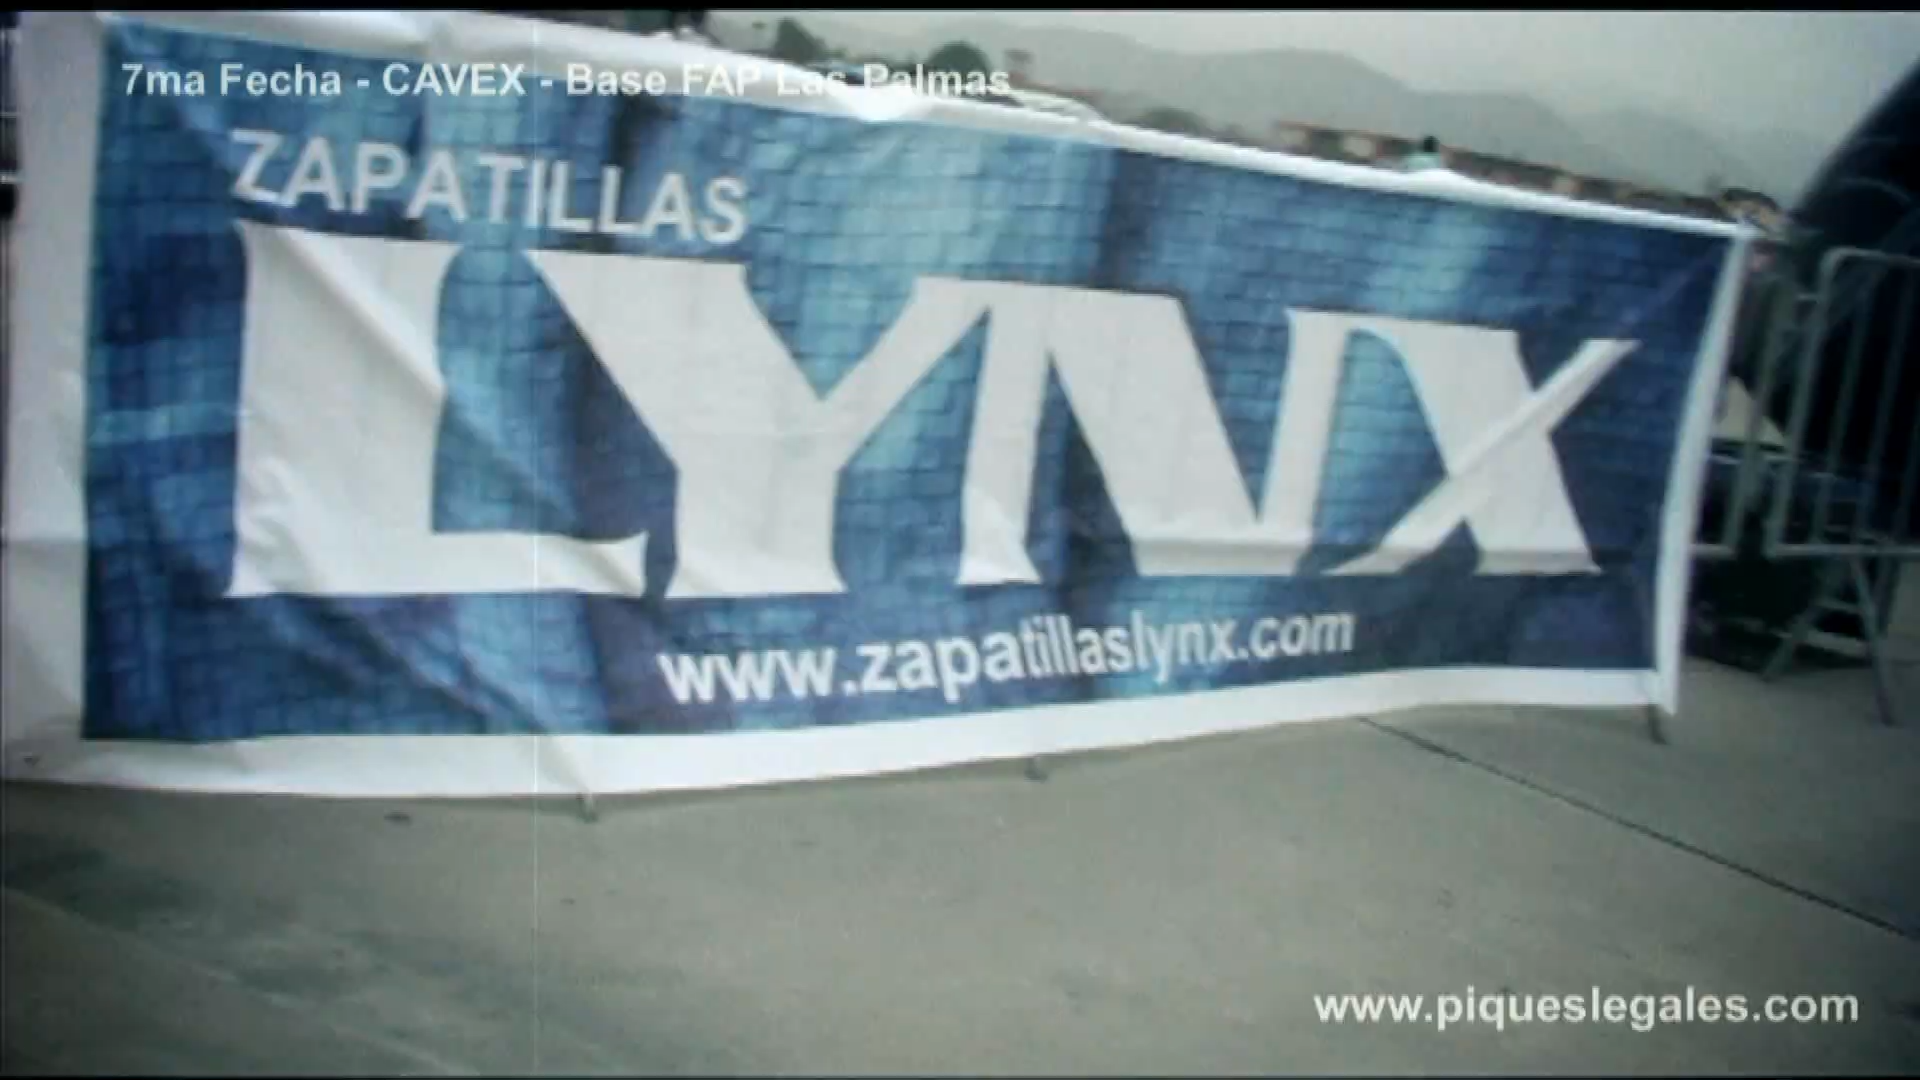 7ma Fecha - CAVEX - Base FAP Las Palmas
ZAPATILLAS
LYNX
www.zapatillaslynx.com
www.piqueslegales.com